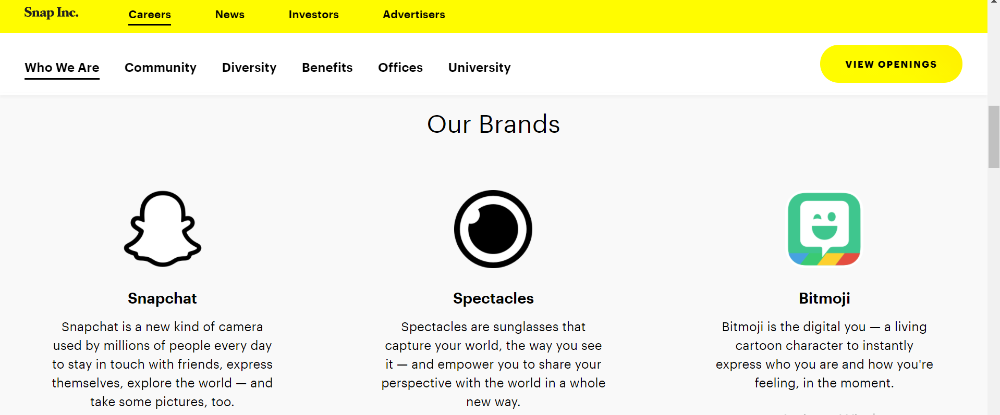 Snap Inc. Careers News Investors Advertisers
Who We Are Community Diversity Benefits Offices University VIEW OPENINGS
Our Brands
Snapchat
Snapchat is a new kind of camera
used by millions of people every day
to stay in touch with friends, express
themselves, explore the world — and
take some pictures, too.
Spectacles
Spectacles are sunglasses that
capture your world, the way you see
it — and empower you to share your
perspective with the world in a whole
new way.
Bitmoji
Bitmoji is the digital you — a living
cartoon character to instantly
express who you are and how you're
feeling, in the moment.